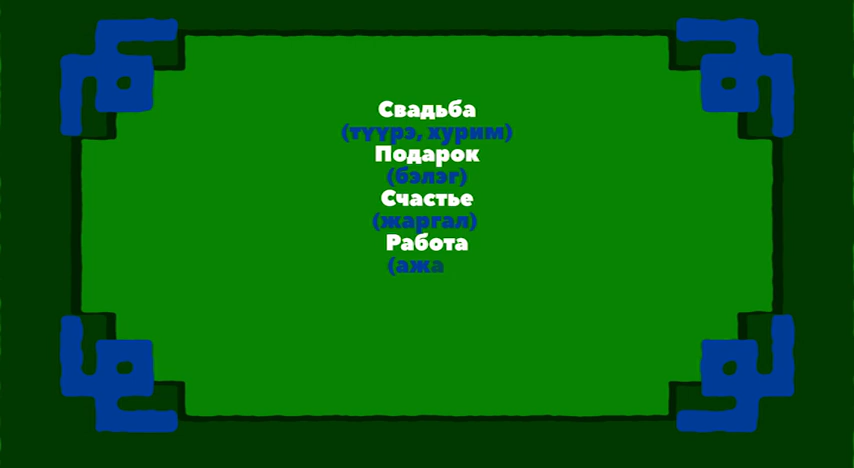 Свадьба
(түүрэ, хурим)
Подарок
(бэлэг)
Счастье
(жаргал)
Работа
(ажа